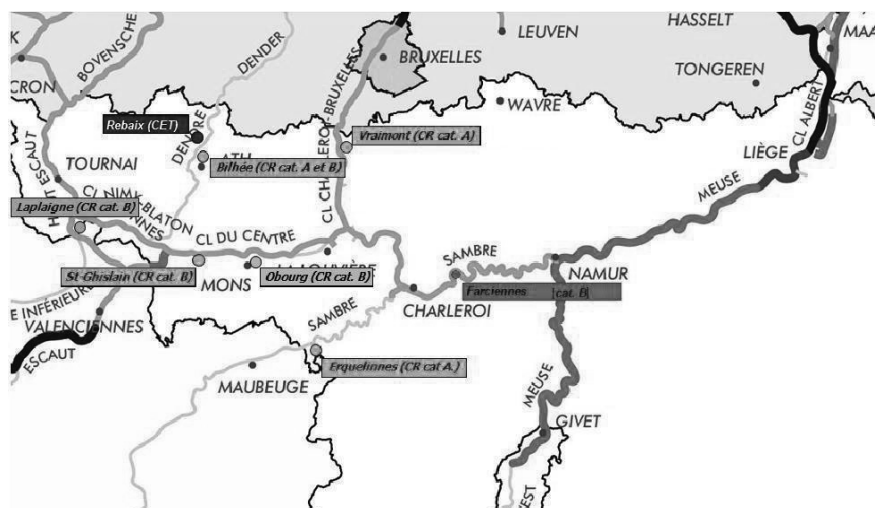 HASSELT
MAA
LEUVEN
BRUXELLES
TONGEREN
K
BOVENSCHE
DENDER
CRON
WAVRE
CL ALBERT
Rebaix (CET)
DENDRE
CL CHARLEROI-BRUXELLES
Vraimont (CR cat. A)
TOURNAI
ATH
Bilhée (CR cat. A et B)
LIÈGE
MEUSE
ESCAUT
CL NIMY-BLATON
Laplaigne (CR cat. B)
CL DU CENTRE
SAMBRE
NAMUR
St-Ghislain (CR cat. B)
MONS
Obourg (CR cat. B)
Farciennes
cat. B)
E INFÉRIEURE
VALENCIENNES
SAMBRE
CHARLEROI
ESCAUT
Erquelinnes (CR cat A.)
MAUBEUGE
MEUSE
GIVET
EST